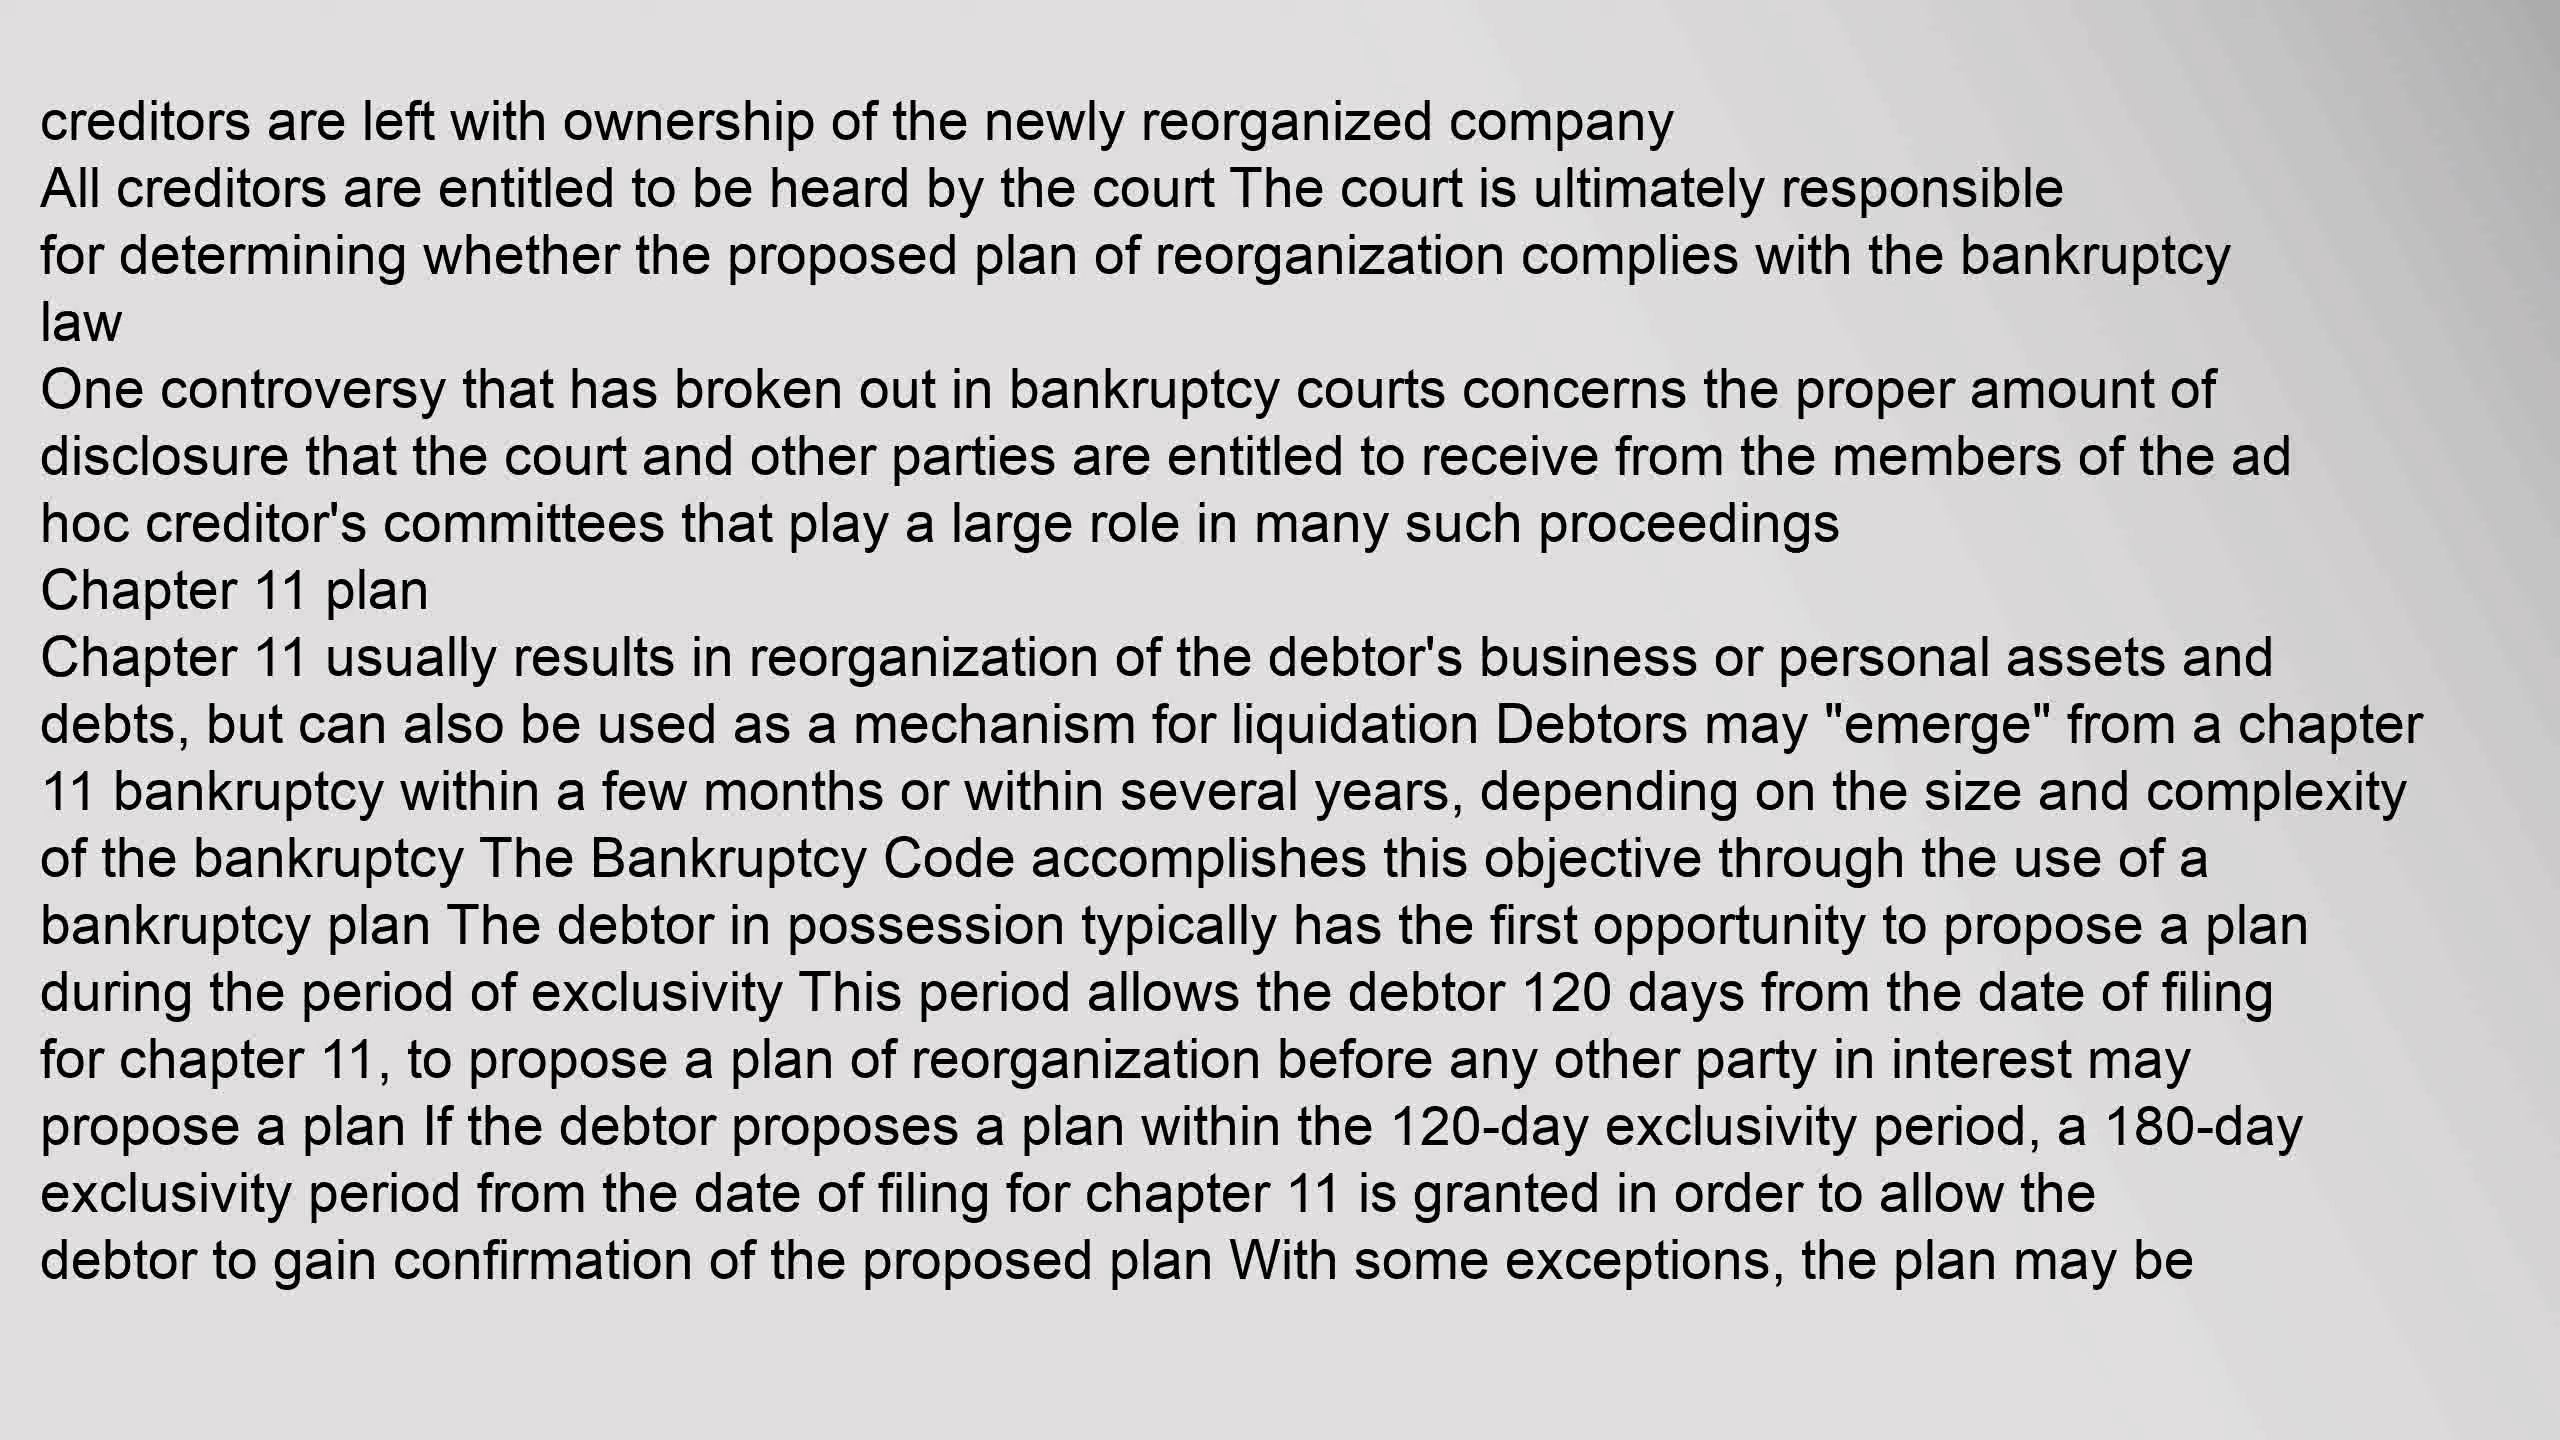 creditors are left with ownership of the newly reorganized company
All creditors are entitled to be heard by the court The court is ultimately responsible
for determining whether the proposed plan of reorganization complies with the bankruptcy
law
One controversy that has broken out in bankruptcy courts concerns the proper amount of
disclosure that the court and other parties are entitled to receive from the members of the ad
hoc creditor's committees that play a large role in many such proceedings
Chapter 11 plan
Chapter 11 usually results in reorganization of the debtor's business or personal assets and
debts, but can also be used as a mechanism for liquidation Debtors may "emerge" from a chapter
11 bankruptcy within a few months or within several years, depending on the size and complexity
of the bankruptcy The Bankruptcy Code accomplishes this objective through the use of a
bankruptcy plan The debtor in possession typically has the first opportunity to propose a plan
during the period of exclusivity This period allows the debtor 120 days from the date of filing
for chapter 11, to propose a plan of reorganization before any other party in interest may
propose a plan If the debtor proposes a plan within the 120-day exclusivity period, a 180-day
exclusivity period from the date of filing for chapter 11 is granted in order to allow the
debtor to gain confirmation of the proposed plan With some exceptions, the plan may be